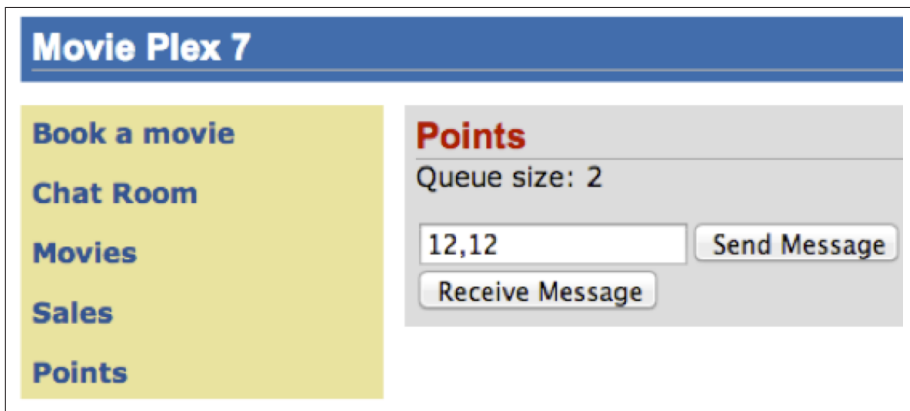 Movie Plex 7
Book a movie
Chat Room
Movies
Sales
Points
Points
Queue size: 2
12,12 Send Message
Receive Message